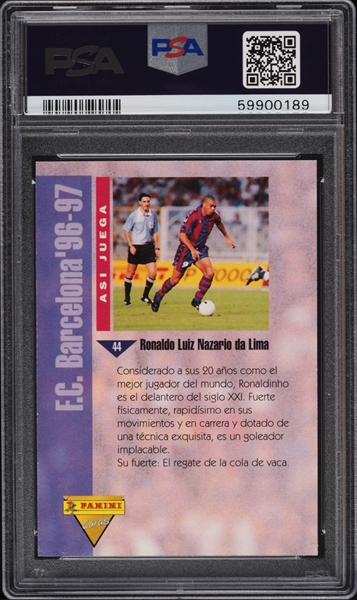 PSA
PSA
59900189
F.C. Barcelona '96-97
ASI JUEGA
44 Ronaldo Luiz Nazario da Lima
Considerado a sus 20 años como el
mejor jugador del mundo, Ronaldinho
es el delantero del siglo XXI. Fuerte
físicamente, rapidísimo en sus
movimientos y en carrera y dotado de
una técnica exquisita, es un goleador
implacable.
Su fuerte: El regate de la cola de vaca.
PANINI